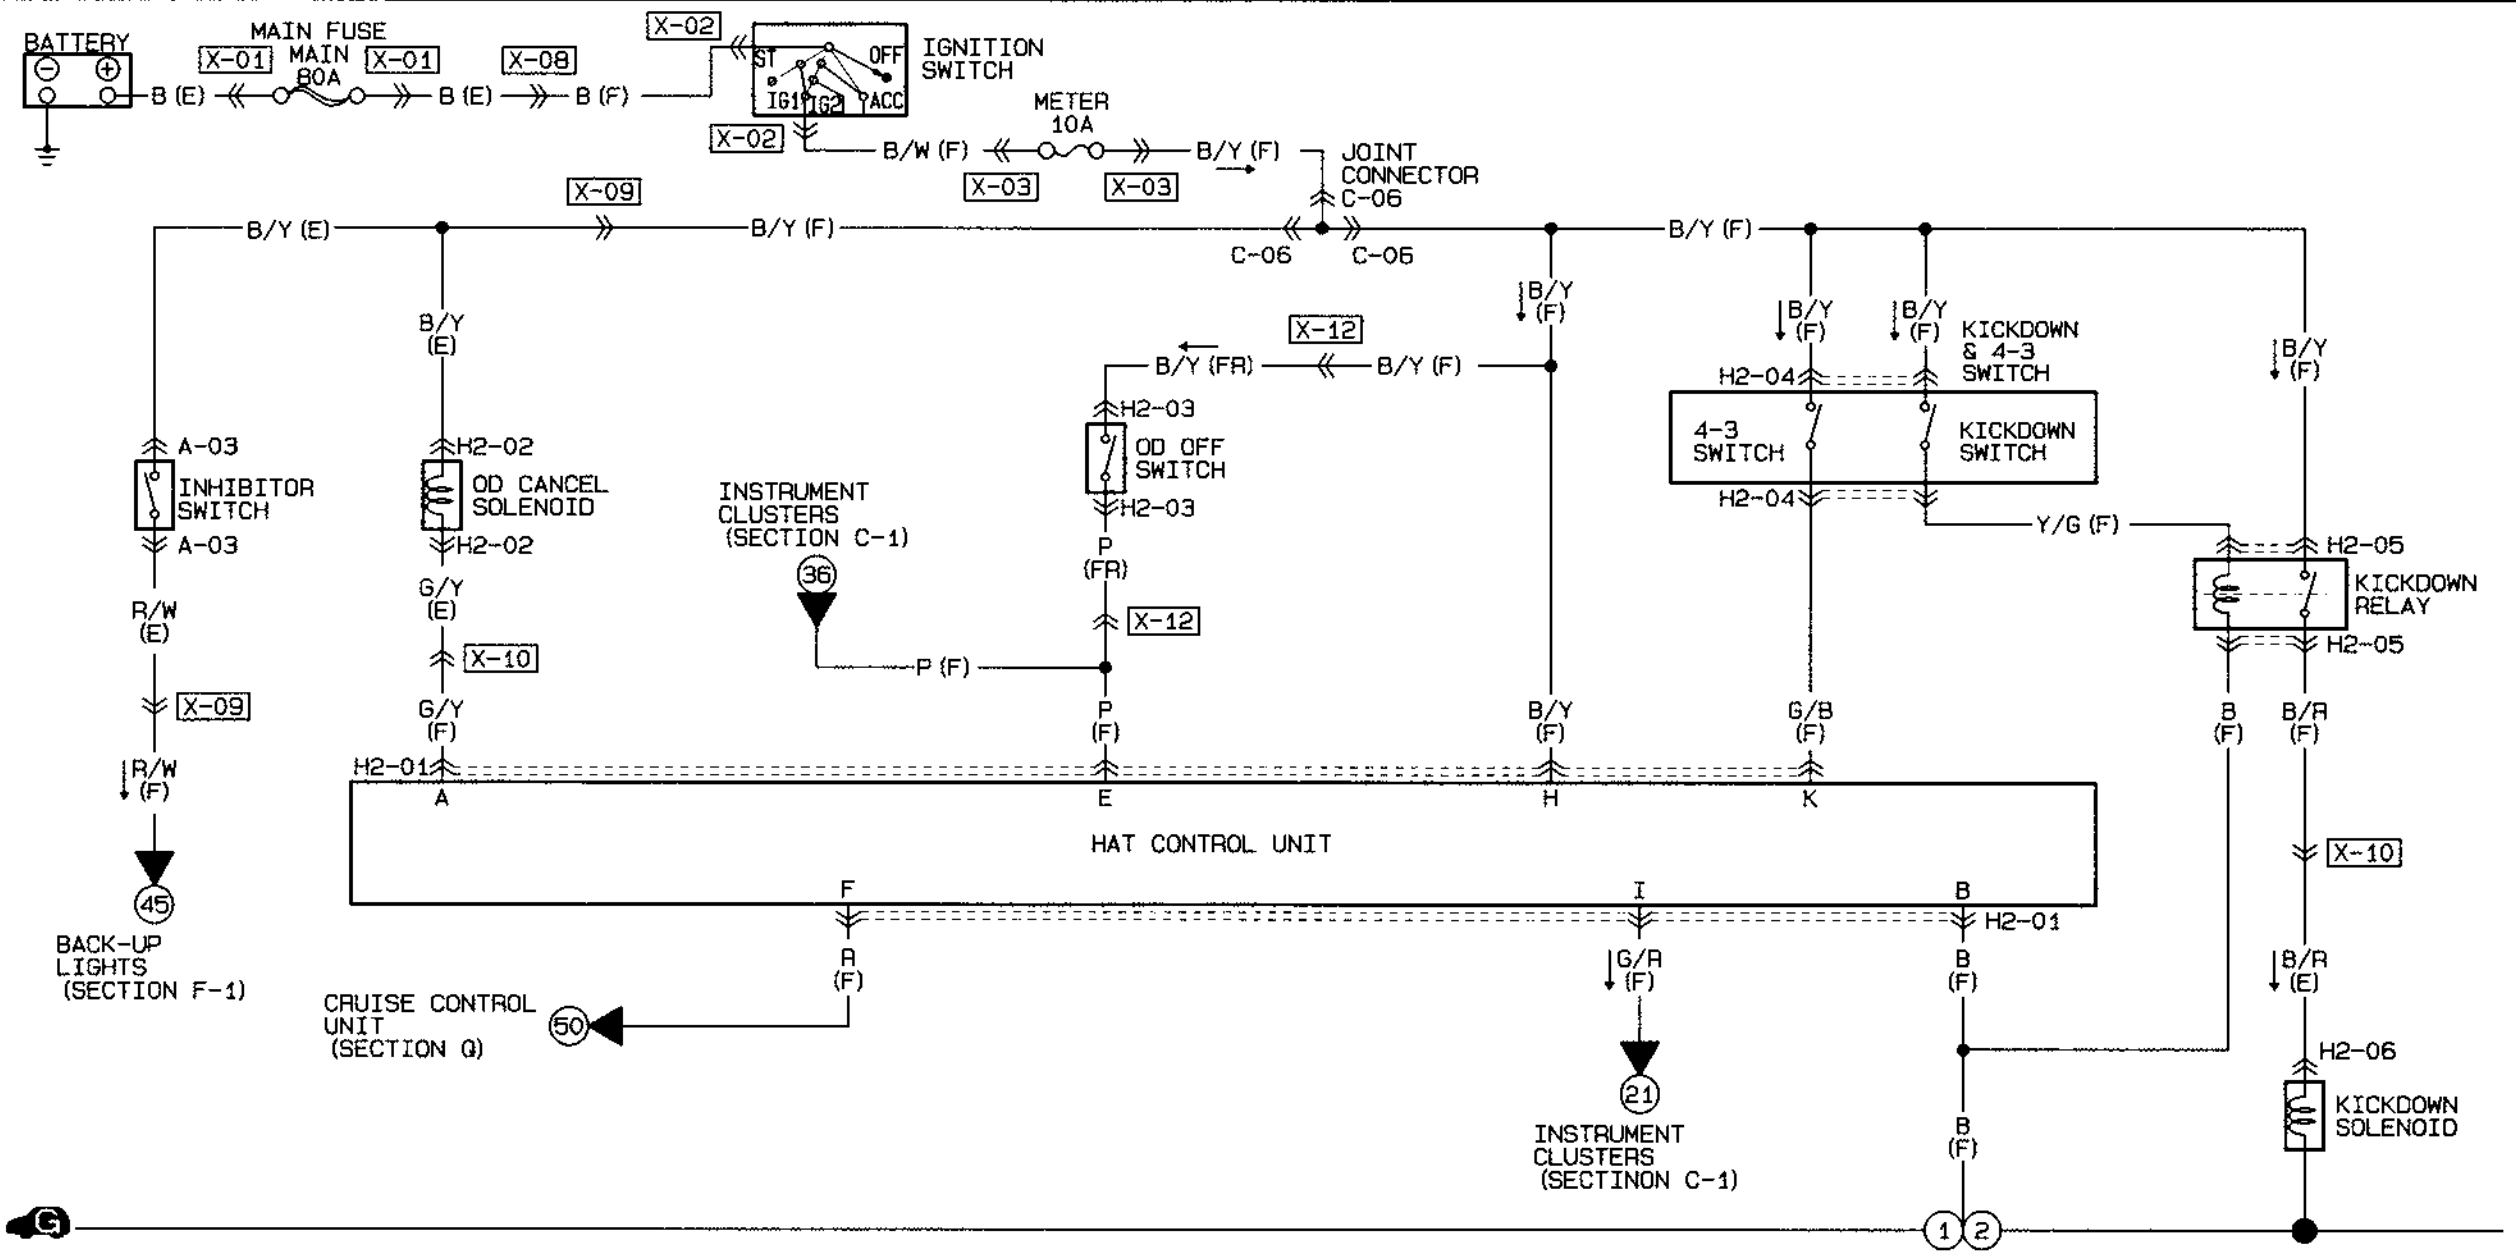 BATTERY
MAIN FUSE
MAIN
80A
X-01
X-01
X-08
X-02
B (E)
B (E)
B (F)
ST
OFF
IG1
IG2
ACC
IGNITION
SWITCH
X-02
METER
10A
B/W (F)
B/Y (F)
X-03
X-03
JOINT
CONNECTOR
C-06
X-09
B/Y (E)
B/Y (F)
B/Y (F)
C-06
C-06
B/Y
(E)
B/Y
(F)
X-12
B/Y (FR)
B/Y (F)
B/Y
(F)
B/Y
(F)
KICKDOWN
& 4-3
SWITCH
B/Y
(F)
H2-04
H2-03
OD OFF
SWITCH
H2-03
4-3
SWITCH
KICKDOWN
SWITCH
H2-04
Y/G (F)
A-03
INHIBITOR
SWITCH
A-03
H2-02
OD CANCEL
SOLENOID
H2-02
INSTRUMENT
CLUSTERS
(SECTION C-1)
36
P
(FR)
X-12
P (F)
H2-05
KICKDOWN
RELAY
H2-05
R/W
(E)
G/Y
(E)
X-10
X-09
G/Y
(F)
P
(F)
B/Y
(F)
G/B
(F)
B
(F)
B/R
(F)
R/W
(F)
H2-01
A
E
H
K
HAT CONTROL UNIT
F
I
B
H2-01
X-10
45
BACK-UP
LIGHTS
(SECTION F-1)
R
(F)
G/R
(F)
B
(F)
B/R
(E)
CRUISE CONTROL
UNIT
(SECTION Q)
50
21
INSTRUMENT
CLUSTERS
(SECTINON C-1)
B
(F)
H2-06
KICKDOWN
SOLENOID
G
1
2